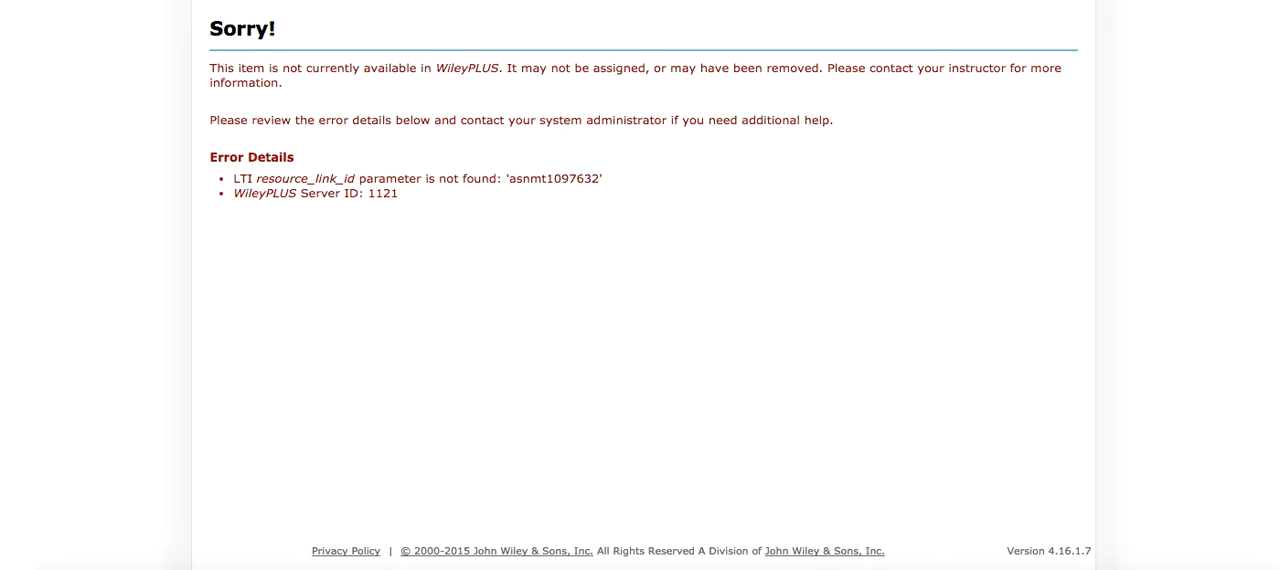 Sorry!
This item is not currently available in WileyPLUS. It may not be assigned, or may have been removed. Please contact your instructor for more
information.
Please review the error details below and contact your system administrator if you need additional help.
Error Details
• LTI resource_link_id parameter is not found: 'asnmt1097632'
• WileyPLUS Server ID: 1121
Privacy Policy | © 2000-2015 John Wiley & Sons, Inc. All Rights Reserved A Division of John Wiley & Sons, Inc. Version 4.16.1.7